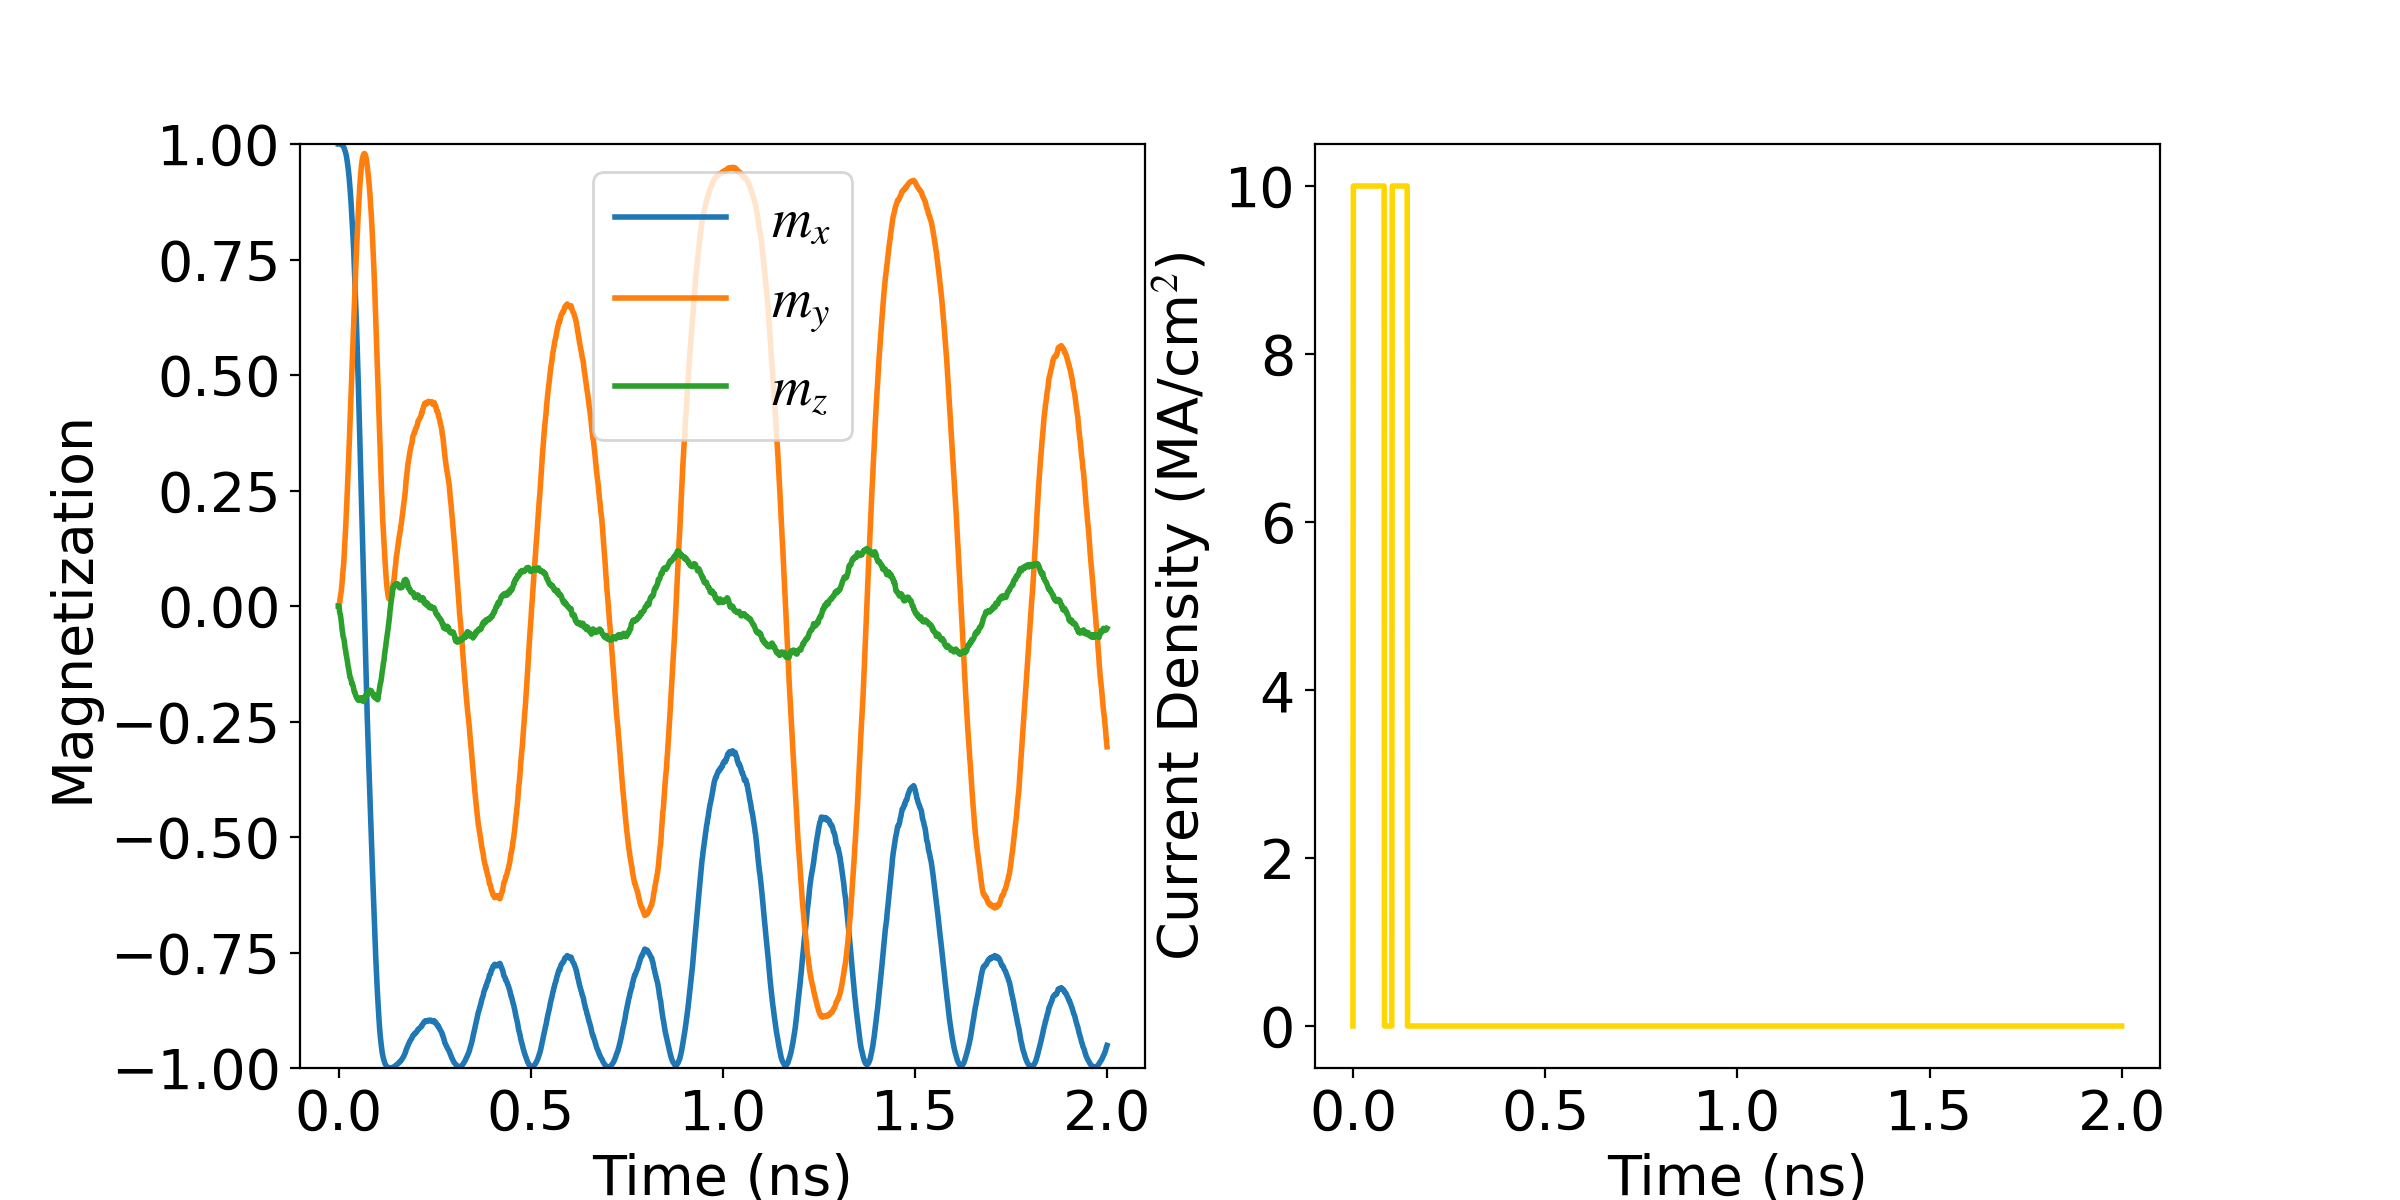 Magnetization
1.00
0.75
0.50
0.25
0.00
−0.25
−0.50
−0.75
−1.00
0.0 0.5 1.0 1.5 2.0
Time (ns)
m_x
m_y
m_z
Current Density (MA/cm²)
10
8
6
4
2
0
0.0 0.5 1.0 1.5 2.0
Time (ns)